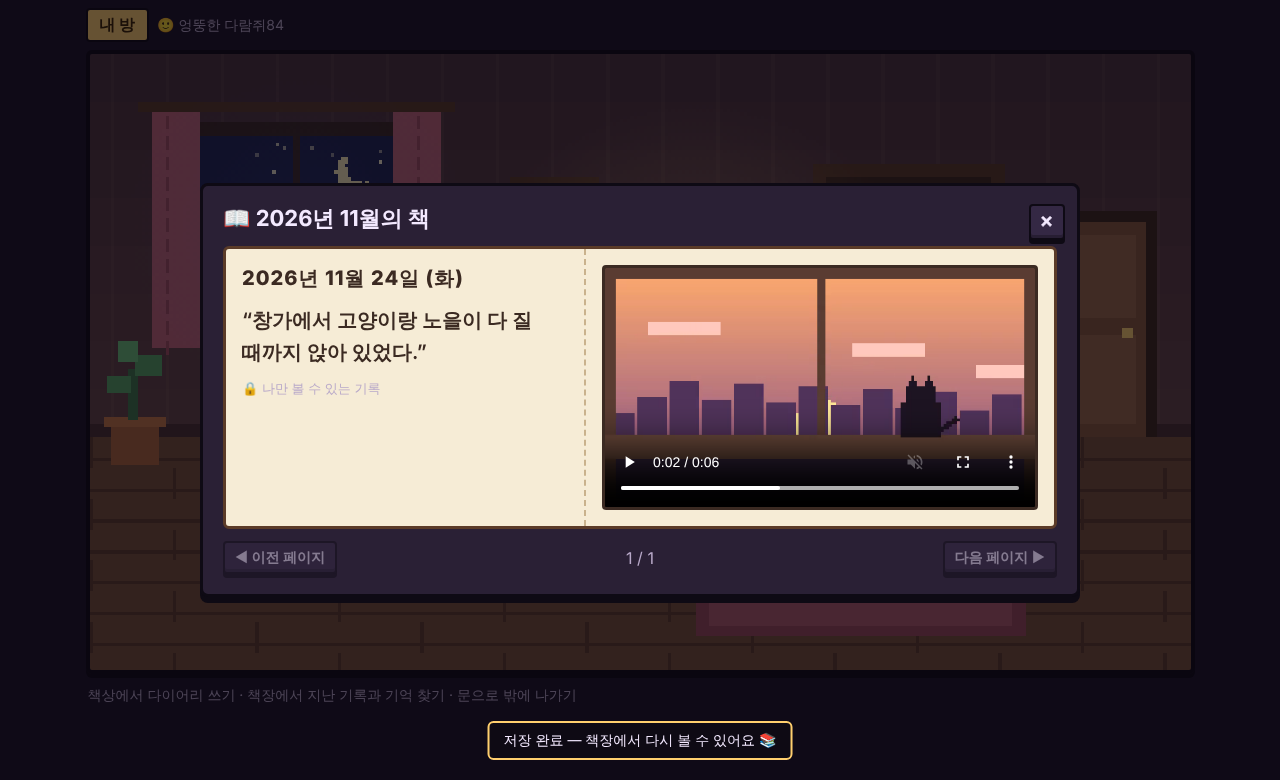 내 방
🙂 엉뚱한 다람쥐84
📖 2026년 11월의 책
×
2026년 11월 24일 (화)
“창가에서 고양이랑 노을이 다 질
때까지 앉아 있었다.”
🔒 나만 볼 수 있는 기록
0:02 / 0:06
◀ 이전 페이지
1 / 1
다음 페이지 ▶
책상에서 다이어리 쓰기 · 책장에서 지난 기록과 기억 찾기 · 문으로 밖에 나가기
저장 완료 — 책장에서 다시 볼 수 있어요 📚